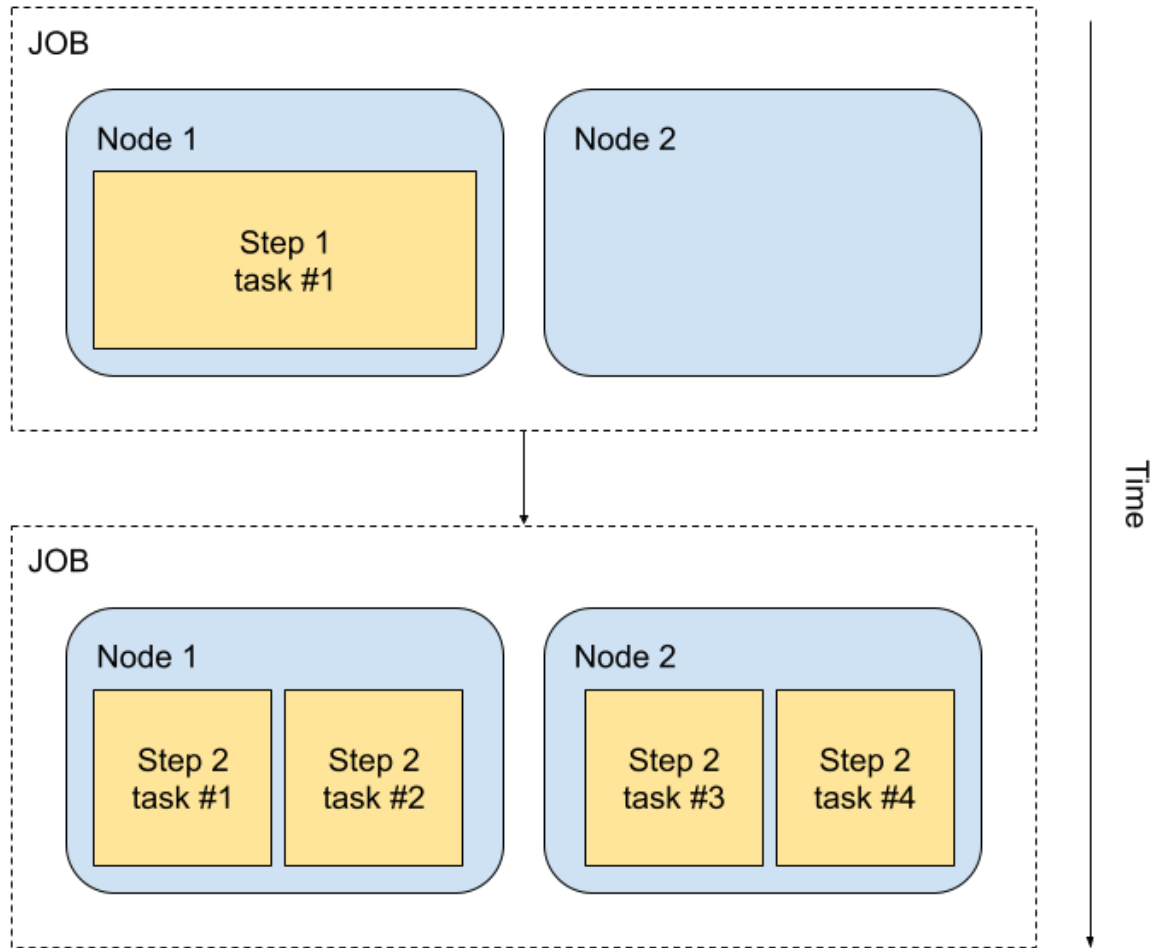 JOB
Node 1
Node 2
Step 1
task #1
Time
JOB
Node 1
Node 2
Step 2
task #1
Step 2
task #2
Step 2
task #3
Step 2
task #4